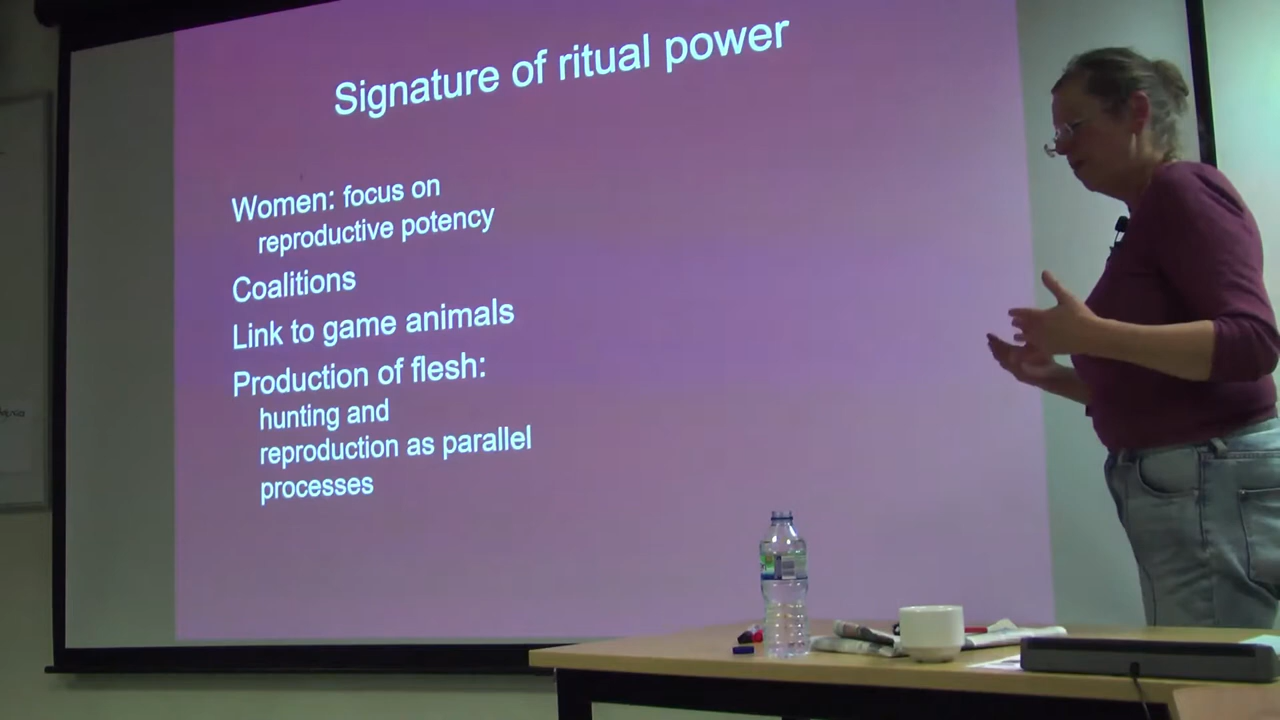 Signature of ritual power
Women: focus on
reproductive potency
Coalitions
Link to game animals
Production of flesh:
hunting and
reproduction as parallel
processes